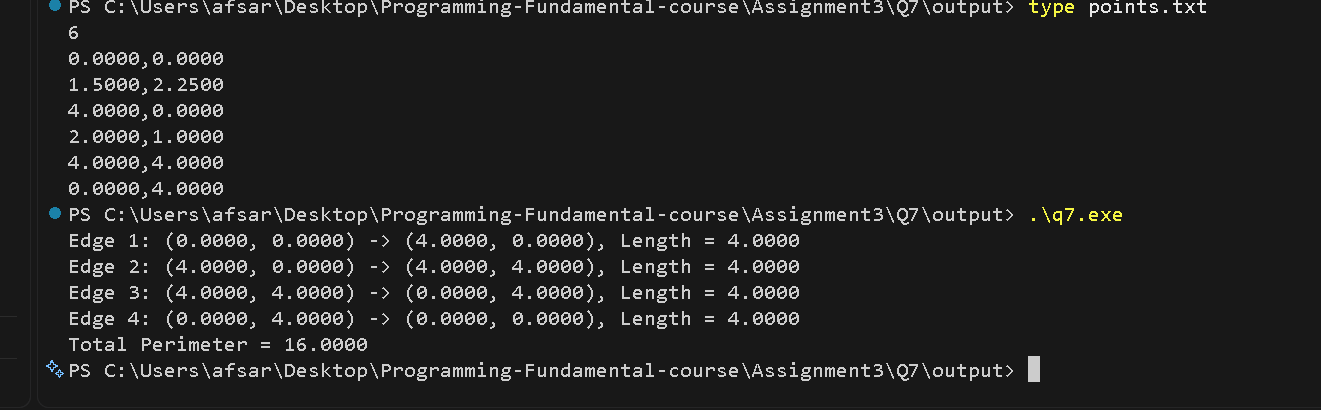 PS C:\Users\afsar\Desktop\Programming-Fundamental-course\Assignment3\Q7\output> type points.txt
6
0.0000,0.0000
1.5000,2.2500
4.0000,0.0000
2.0000,1.0000
4.0000,4.0000
0.0000,4.0000
PS C:\Users\afsar\Desktop\Programming-Fundamental-course\Assignment3\Q7\output> .\q7.exe
Edge 1: (0.0000, 0.0000) -> (4.0000, 0.0000), Length = 4.0000
Edge 2: (4.0000, 0.0000) -> (4.0000, 4.0000), Length = 4.0000
Edge 3: (4.0000, 4.0000) -> (0.0000, 4.0000), Length = 4.0000
Edge 4: (0.0000, 4.0000) -> (0.0000, 0.0000), Length = 4.0000
Total Perimeter = 16.0000
PS C:\Users\afsar\Desktop\Programming-Fundamental-course\Assignment3\Q7\output>